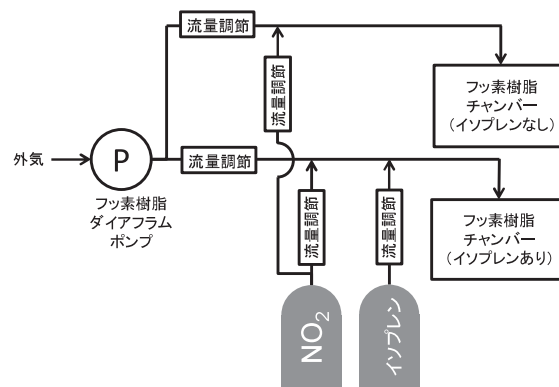 流量調節
流量調節
フッ素樹脂
チャンバー
(イソプレンなし)
外気
P
流量調節
フッ素樹脂
ダイアフラム
ポンプ
流量調節
流量調節
フッ素樹脂
チャンバー
(イソプレンあり)
NO₂
イソプレン